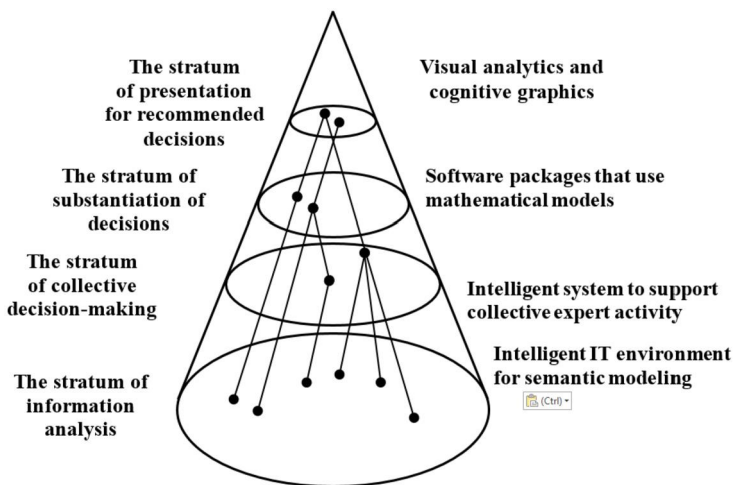 The stratum
of presentation
for recommended
decisions
Visual analytics and
cognitive graphics
The stratum of
substantiation of
decisions
Software packages that use
mathematical models
The stratum
of collective
decision-making
Intelligent system to support
collective expert activity
The stratum of
information
analysis
Intelligent IT environment
for semantic modeling
(Ctrl)